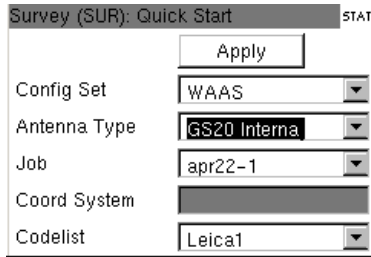 Survey (SUR): Quick Start STAT
Apply
Config Set WAAS
Antenna Type GS20 Interna
Job apr22-1
Coord System
Codelist Leica1